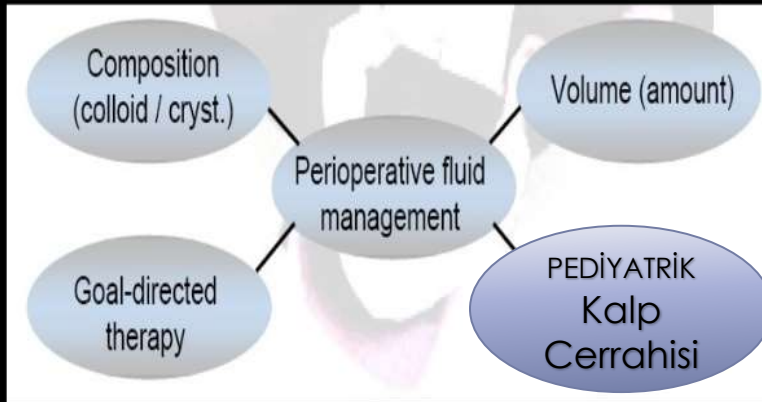 Composition
(colloid / cryst.)
Volume (amount)
Perioperative fluid
management
Goal-directed
therapy
PEDİYATRİK
Kalp
Cerrahisi